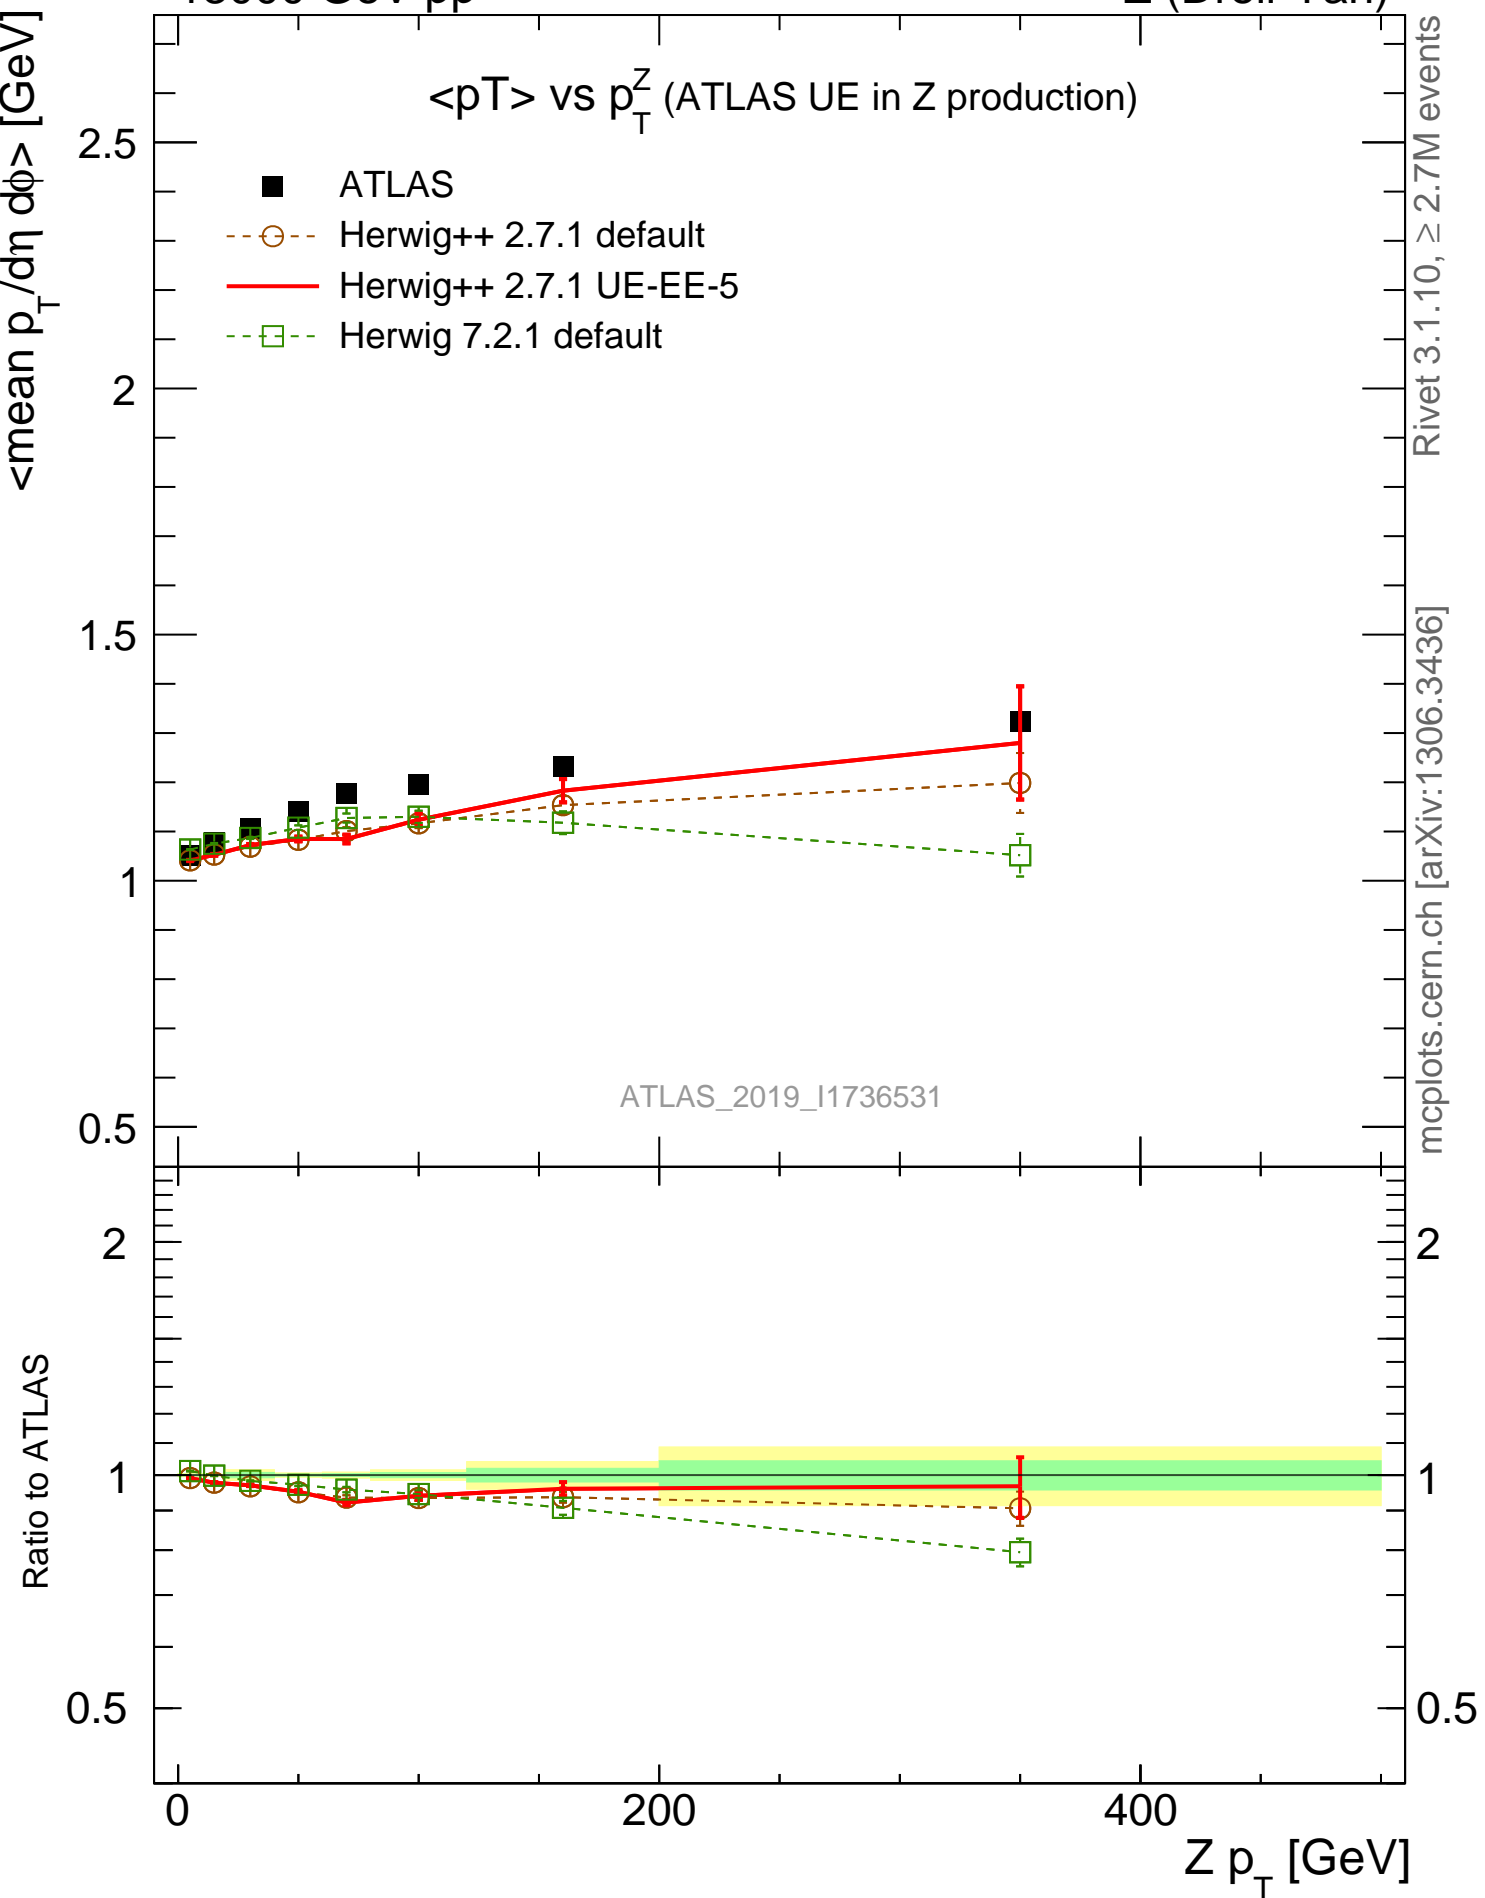 <pT> vs p_T^Z (ATLAS UE in Z production)
<mean p_T/dη dϕ> [GeV]
ATLAS
Herwig++ 2.7.1 default
Herwig++ 2.7.1 UE-EE-5
Herwig 7.2.1 default
2.5
2
1.5
1
0.5
ATLAS_2019_I1736531
Rivet 3.1.10, ≥ 2.7M events
mcplots.cern.ch [arXiv:1306.3436]
Ratio to ATLAS
2
1
0.5
2
1
0.5
0
200
400
Z p_T [GeV]